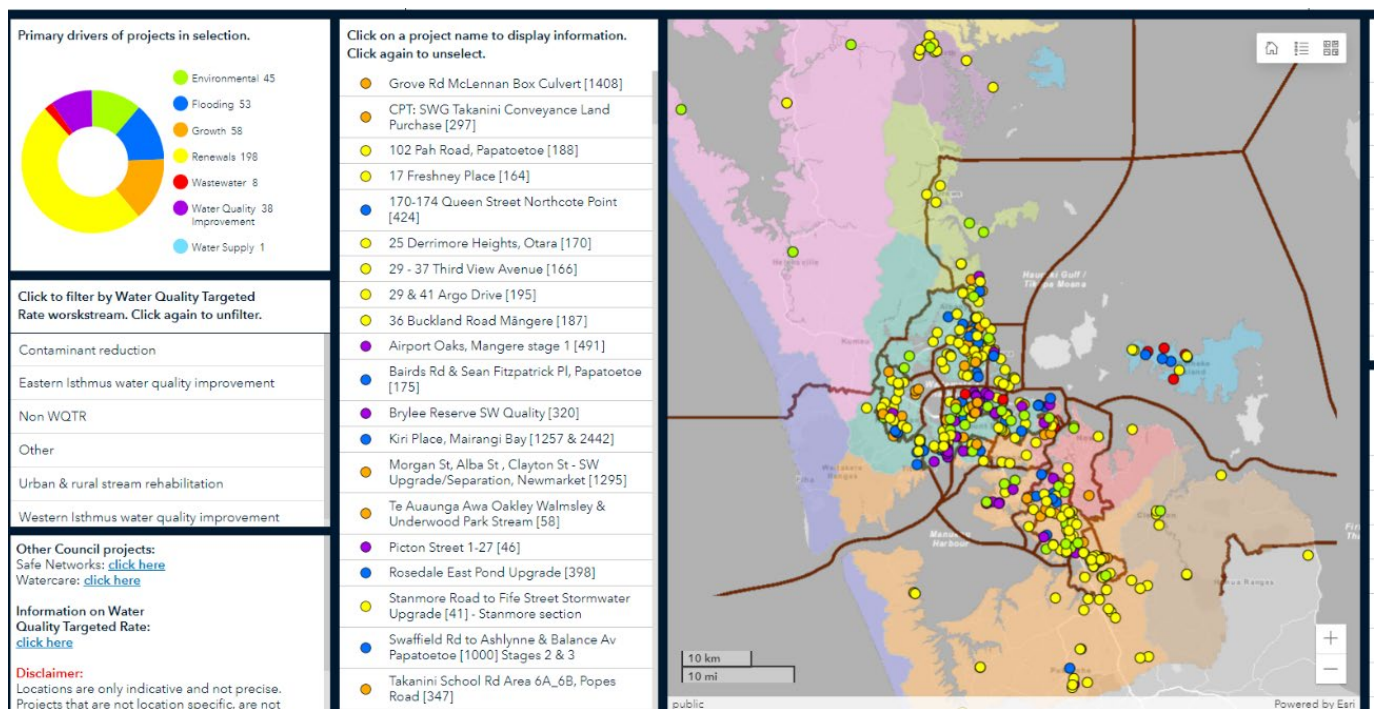 Primary drivers of projects in selection.
Environmental 45
Flooding 53
Growth 58
Renewals 198
Wastewater 8
Water Quality 38
Improvement
Water Supply 1
Click to filter by Water Quality Targeted
Rate worskstream. Click again to unfilter.
Contaminant reduction
Eastern Isthmus water quality improvement
Non WQTR
Other
Urban & rural stream rehabilitation
Western Isthmus water quality improvement
Other Council projects:
Safe Networks: click here
Watercare: click here
Information on Water
Quality Targeted Rate:
click here
Disclaimer:
Locations are only indicative and not precise.
Projects that are not location specific, are not
Click on a project name to display information.
Click again to unselect.
Grove Rd McLennan Box Culvert [1408]
CPT: SWG Takanini Conveyance Land
Purchase [297]
102 Pah Road, Papatoetoe [188]
17 Freshney Place [164]
170-174 Queen Street Northcote Point
[424]
25 Derrimore Heights, Otara [170]
29 - 37 Third View Avenue [166]
29 & 41 Argo Drive [195]
36 Buckland Road Māngere [187]
Airport Oaks, Mangere stage 1 [491]
Bairds Rd & Sean Fitzpatrick Pl, Papatoetoe
[175]
Brylee Reserve SW Quality [320]
Kiri Place, Mairangi Bay [1257 & 2442]
Morgan St, Alba St , Clayton St - SW
Upgrade/Separation, Newmarket [1295]
Te Auaunga Awa Oakley Walmsley &
Underwood Park Stream [58]
Picton Street 1-27 [46]
Rosedale East Pond Upgrade [398]
Stanmore Road to Fife Street Stormwater
Upgrade [41] - Stanmore section
Swaffield Rd to Ashlynne & Balance Av
Papatoetoe [1000] Stages 2 & 3
Takanini School Rd Area 6A_6B, Popes
Road [347]
Helensville
Hauraki Gulf /
Tikapa Moana
Kumeu
Piha
Manukau
Harbour
Hunua Ranges
10 km
10 mi
public
Powered by Esri